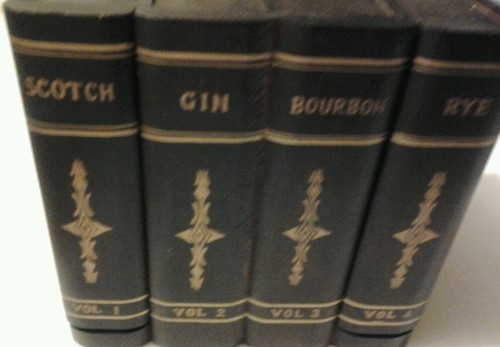 SCOTCH
VOL 1
GIN
VOL 2
BOURBON
VOL 3
RYE
VOL 4